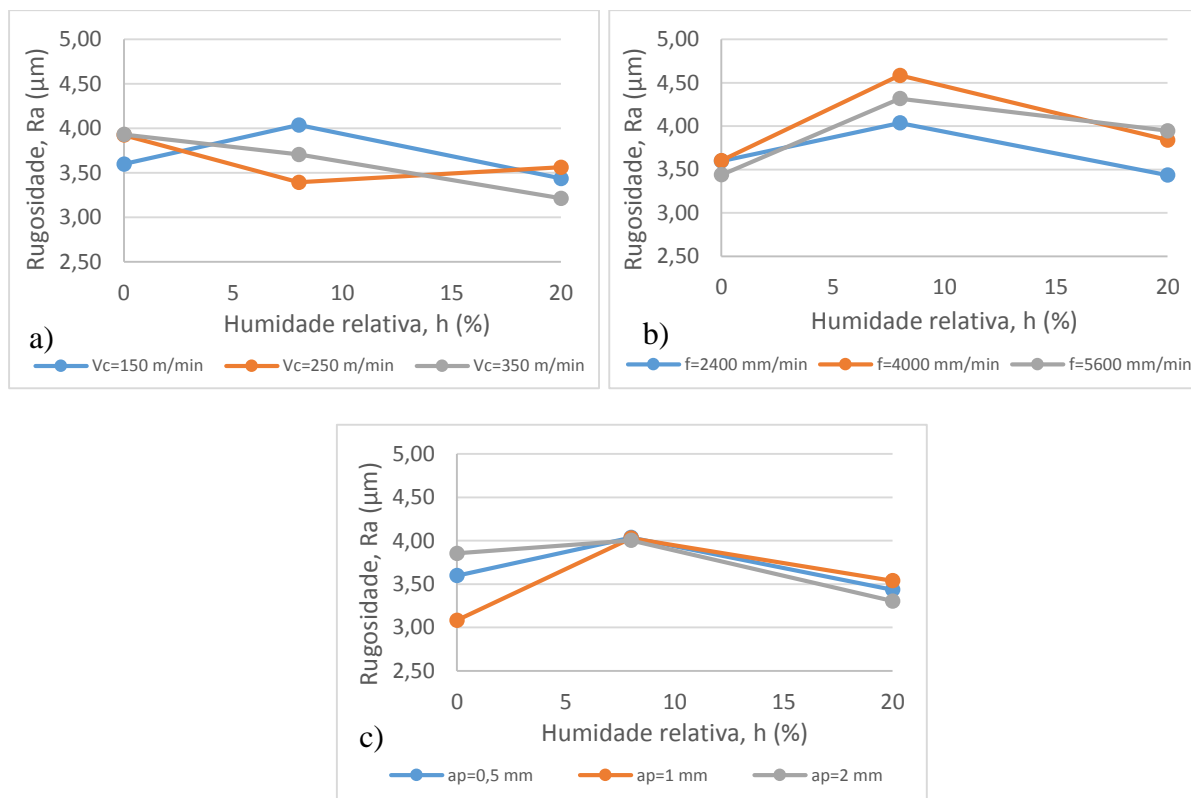 Rugosidade, Ra (µm)
5,00
4,50
4,00
3,50
3,00
2,50
0 5 10 15 20
Humidade relativa, h (%)
a)
Vc=150 m/min Vc=250 m/min Vc=350 m/min
Rugosidade, Ra (µm)
5,00
4,50
4,00
3,50
3,00
2,50
0 5 10 15 20
Humidade relativa, h (%)
b)
f=2400 mm/min f=4000 mm/min f=5600 mm/min
Rugosidade, Ra (µm)
5,00
4,50
4,00
3,50
3,00
2,50
0 5 10 15 20
Humidade relativa, h (%)
c)
ap=0,5 mm ap=1 mm ap=2 mm